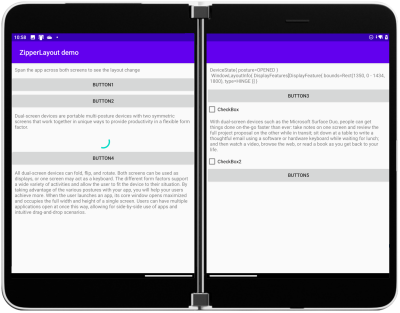 10:58
ZipperLayout demo
Span the app across both screens to see the layout change
BUTTON1
BUTTON2
Dual-screen devices are portable multi-posture devices with two symmetric
screens that work together in unique ways to provide productivity in a flexible form
factor.
BUTTON4
All dual-screen devices can fold, flip, and rotate. Both screens can be used as
displays, or one screen may act as a keyboard. The different form factors support
a wide variety of activities and allow the user to fit the device to their situation. By
taking advantage of the various postures with your app, you will help your users
achieve more. When the user launches an app, its core window opens maximized
and occupies the full width and height of a single screen. Users can have multiple
applications open at once this way, allowing for side-by-side use of apps and
intuitive drag-and-drop scenarios.
DeviceState{ posture=OPENED }
WindowLayoutInfo{ DisplayFeatures[DisplayFeature{ bounds=Rect(1350, 0 - 1434,
1800), type=HINGE }] }
BUTTON3
CheckBox
With dual-screen devices such as the Microsoft Surface Duo, people can get
things done on-the-go faster than ever: take notes on one screen and review the
full project proposal on the other while in transit; sit down at a table to write a
thoughtful email using a software or hardware keyboard while waiting for lunch;
and then watch a video, browse the web, or read a book as you get back to your
life.
CheckBox2
BUTTON5